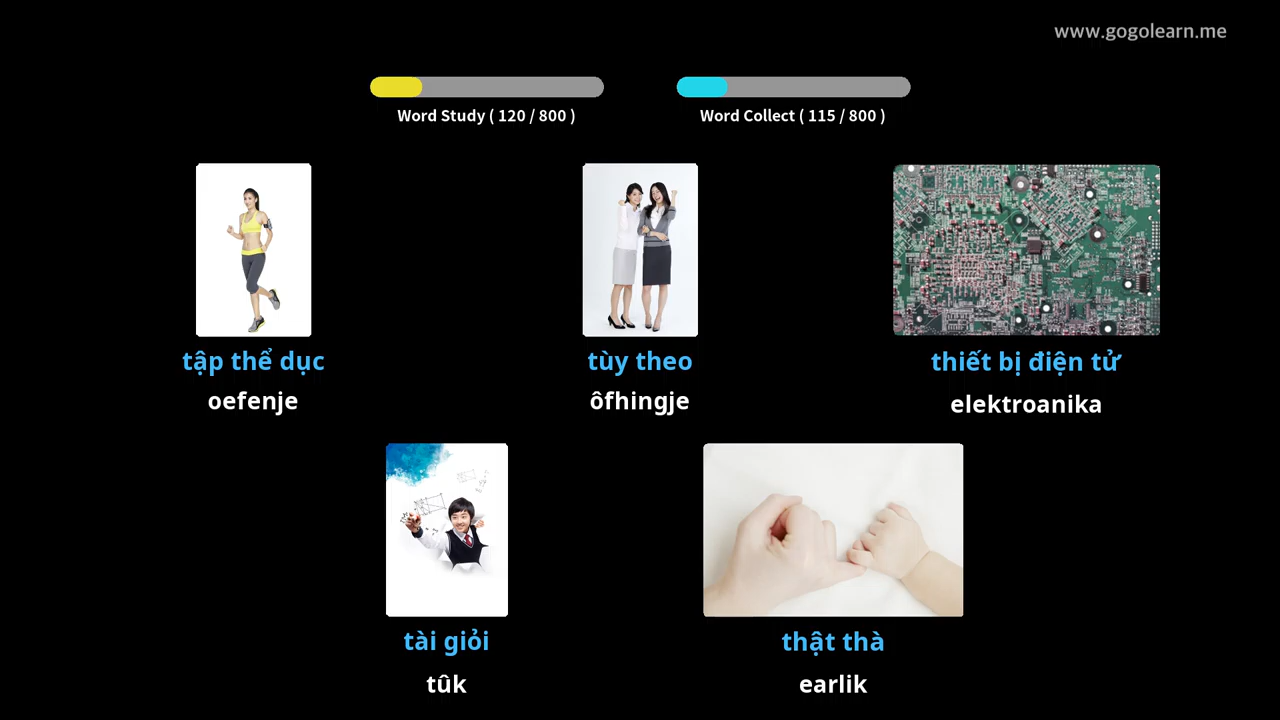 www.gogolearn.me
Word Study ( 120 / 800 )
Word Collect ( 115 / 800 )
tập thể dục
oefenje
tùy theo
ôfhingje
thiết bị điện tử
elektroanika
tài giỏi
tûk
thật thà
earlik